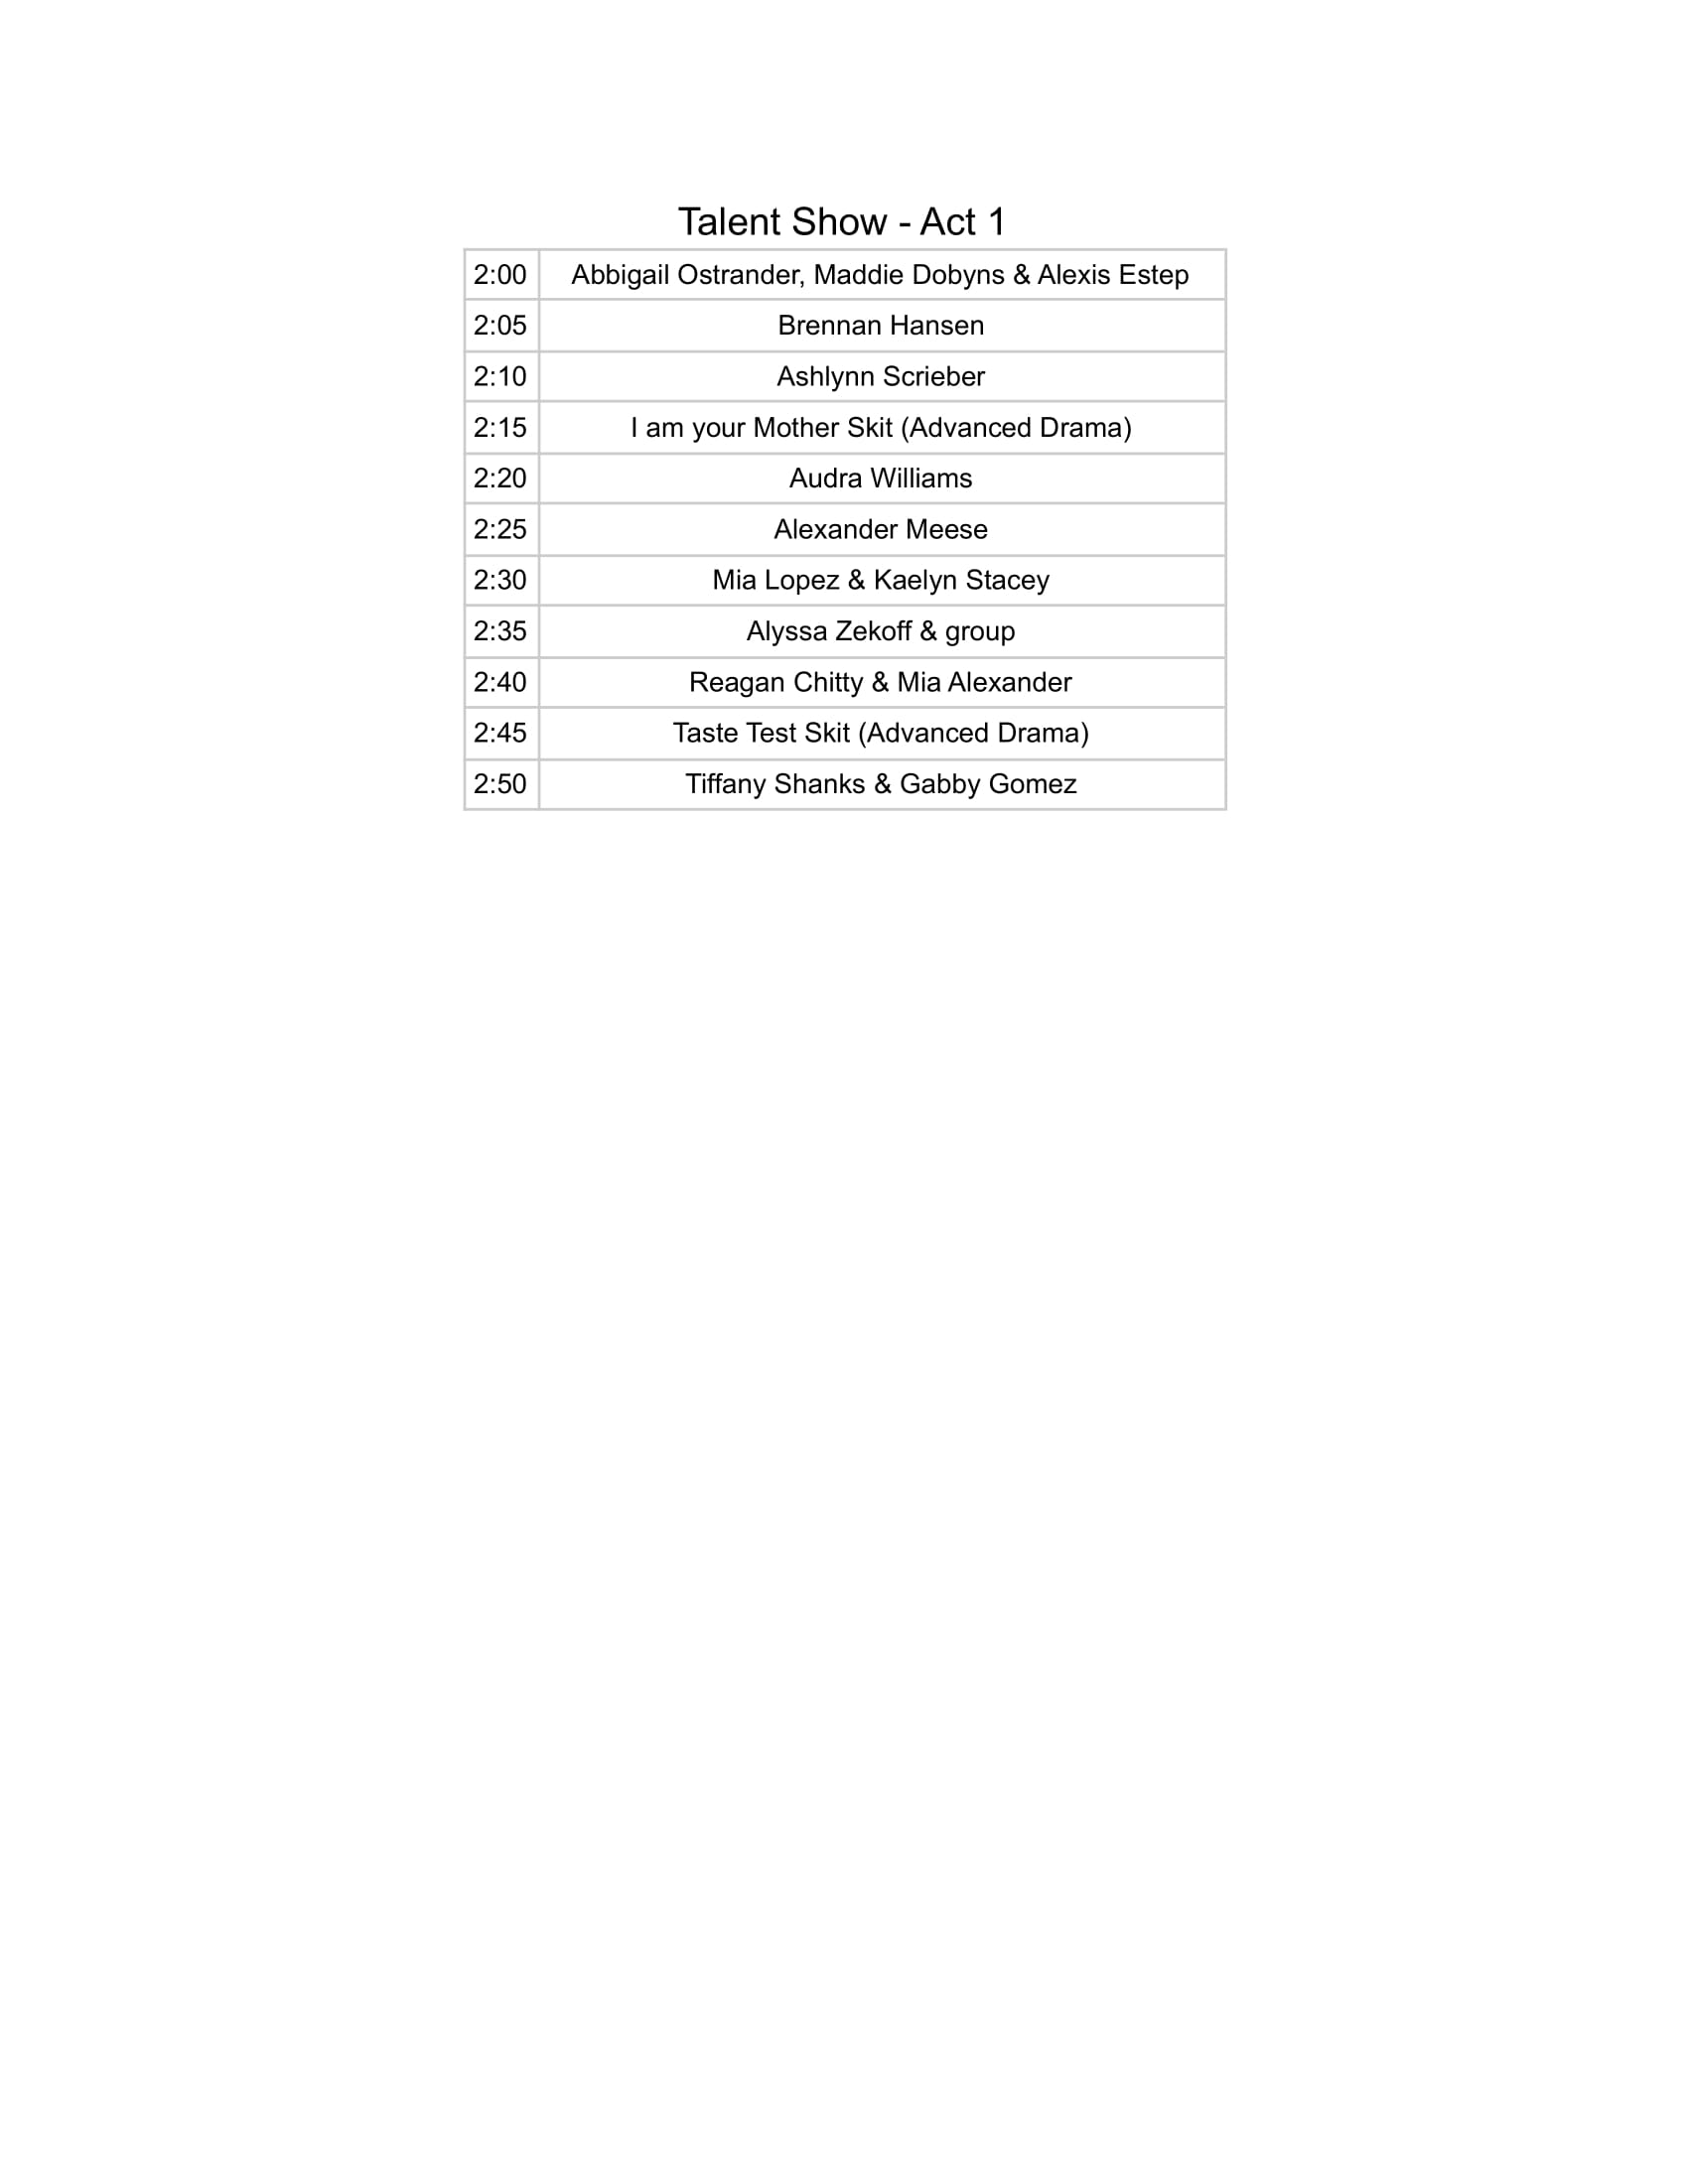 Talent Show - Act 1
2:00 Abbigail Ostrander, Maddie Dobyns & Alexis Estep
2:05 Brennan Hansen
2:10 Ashlynn Scrieber
2:15 I am your Mother Skit (Advanced Drama)
2:20 Audra Williams
2:25 Alexander Meese
2:30 Mia Lopez & Kaelyn Stacey
2:35 Alyssa Zekoff & group
2:40 Reagan Chitty & Mia Alexander
2:45 Taste Test Skit (Advanced Drama)
2:50 Tiffany Shanks & Gabby Gomez